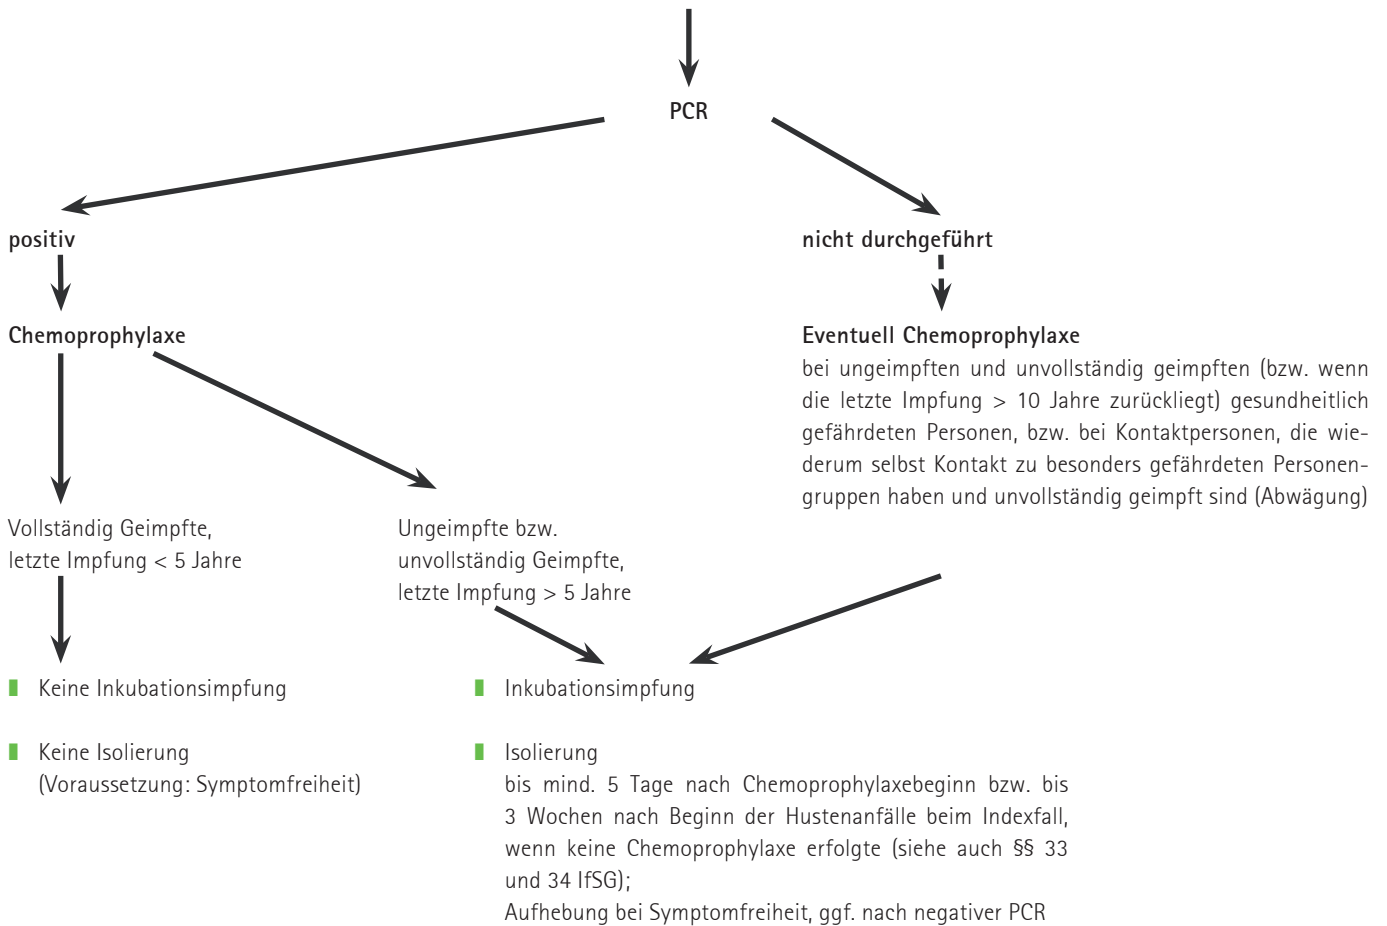 PCR
positiv
nicht durchgeführt
Chemoprophylaxe
Eventuell Chemoprophylaxe
bei ungeimpften und unvollständig geimpften (bzw. wenn
die letzte Impfung > 10 Jahre zurückliegt) gesundheitlich
gefährdeten Personen, bzw. bei Kontaktpersonen, die wie-
derum selbst Kontakt zu besonders gefährdeten Personen-
gruppen haben und unvollständig geimpft sind (Abwägung)
Vollständig Geimpfte,
letzte Impfung < 5 Jahre
Ungeimpfte bzw.
unvollständig Geimpfte,
letzte Impfung > 5 Jahre
Keine Inkubationsimpfung
Keine Isolierung
(Voraussetzung: Symptomfreiheit)
Inkubationsimpfung
Isolierung
bis mind. 5 Tage nach Chemoprophylaxebeginn bzw. bis
3 Wochen nach Beginn der Hustenanfälle beim Indexfall,
wenn keine Chemoprophylaxe erfolgte (siehe auch §§ 33
und 34 IfSG);
Aufhebung bei Symptomfreiheit, ggf. nach negativer PCR